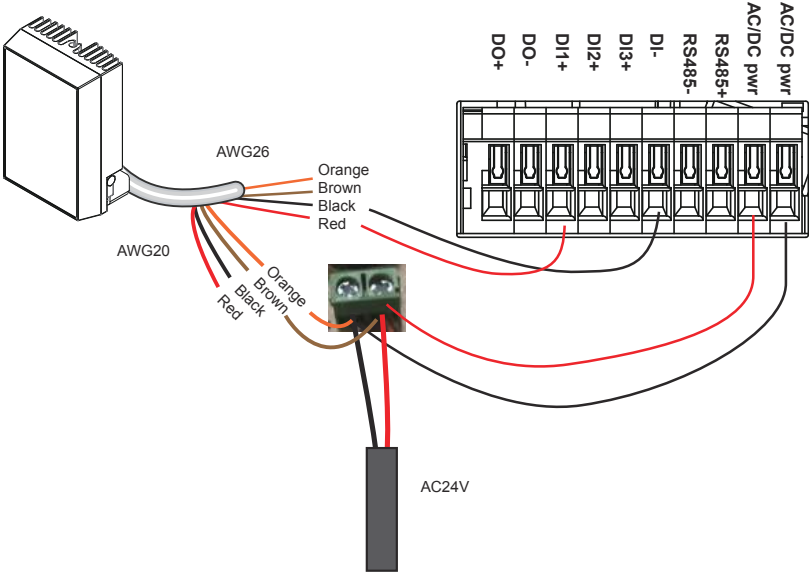 DO+
DO-
DI1+
DI2+
DI3+
DI-
RS485-
RS485+
AC/DC pwr
AC/DC pwr
AWG26
Orange
Brown
Black
Red
AWG20
Orange
Brown
Black
Red
AC24V